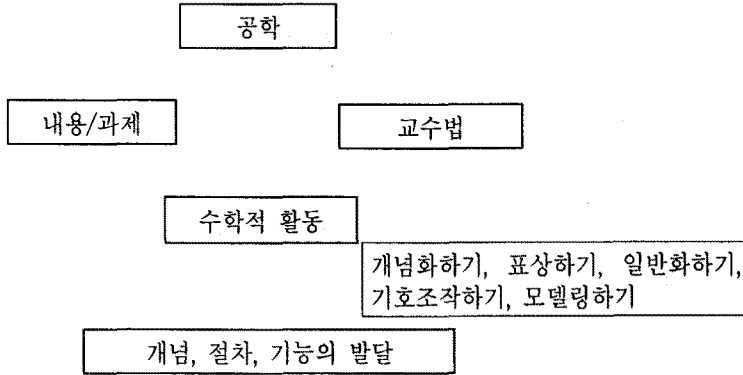 공학
내용/과제
교수법
수학적 활동
개념화하기, 표상하기, 일반화하기,
기호조작하기, 모델링하기
개념, 절차, 기능의 발달